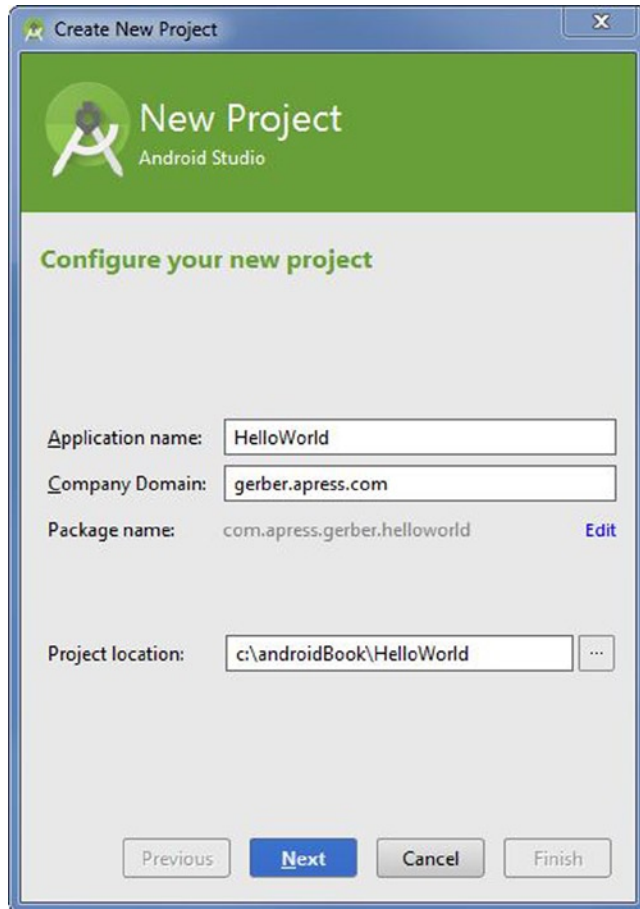 Create New Project
New Project
Android Studio
Configure your new project
Application name: HelloWorld
Company Domain: gerber.apress.com
Package name: com.apress.gerber.helloworld Edit
Project location: c:\androidBook\HelloWorld ...
Previous Next Cancel Finish